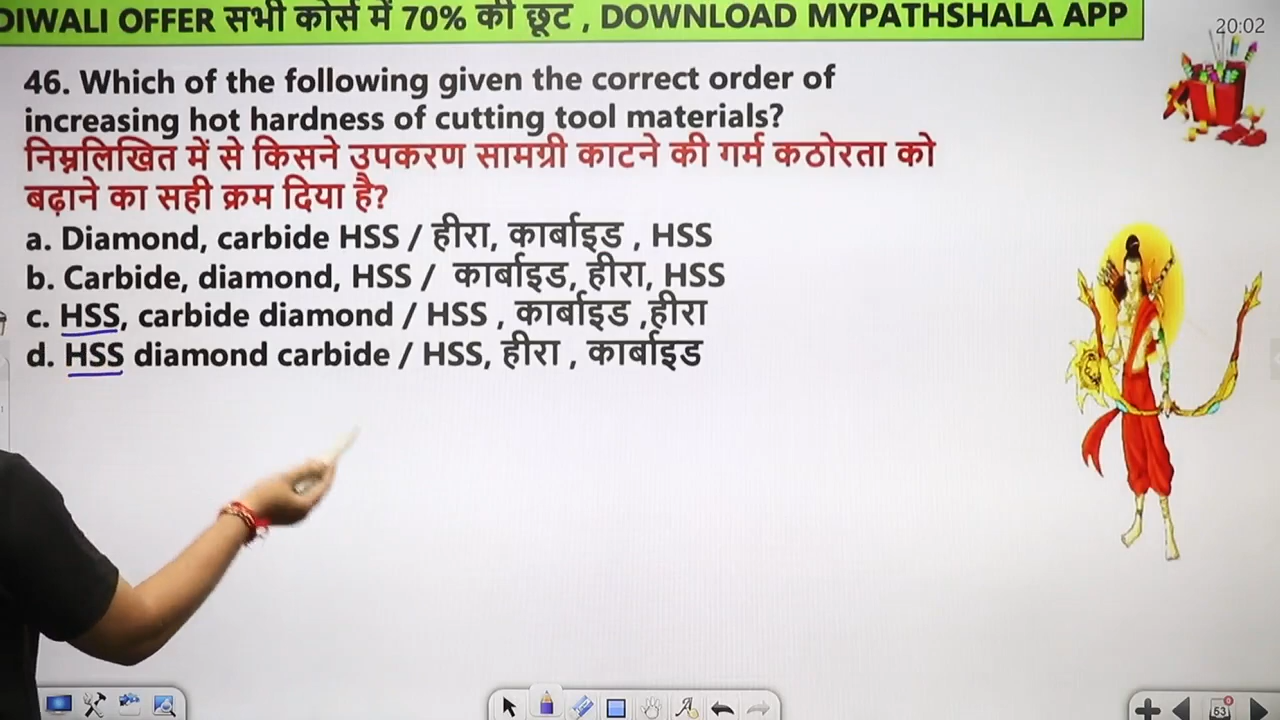 DIWALI OFFER सभी कोर्स में 70% की छूट , DOWNLOAD MYPATHSHALA APP
20:02
46. Which of the following given the correct order of
increasing hot hardness of cutting tool materials?
निम्नलिखित में से किसने उपकरण सामग्री काटने की गर्म कठोरता को
बढ़ाने का सही क्रम दिया है?
a. Diamond, carbide HSS / हीरा, कार्बाइड , HSS
b. Carbide, diamond, HSS / कार्बाइड, हीरा, HSS
c. HSS, carbide diamond / HSS , कार्बाइड ,हीरा
d. HSS diamond carbide / HSS, हीरा , कार्बाइड
63